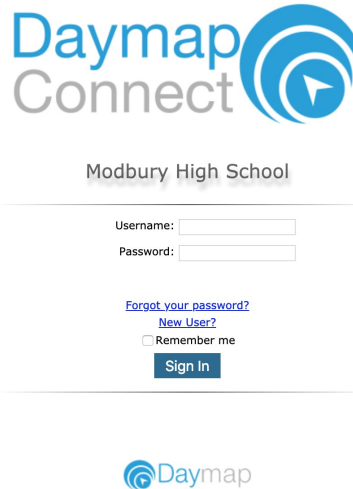 Daymap
Connect
Modbury High School
Username:
Password:
Forgot your password?
New User?
Remember me
Sign In
Daymap